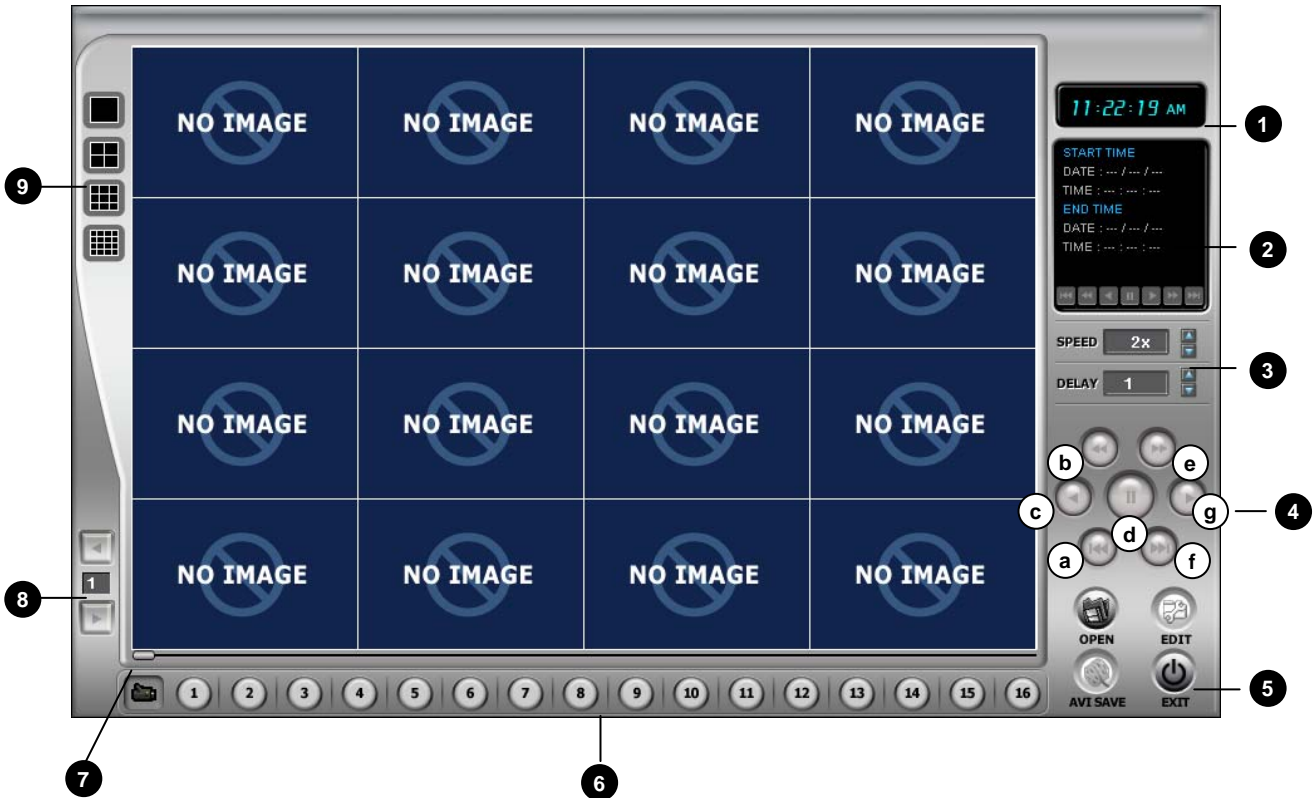 11:22:19 AM
1
START TIME
DATE : --- / --- / ---
TIME : --- : --- : ---
END TIME
DATE : --- / --- / ---
TIME : --- : --- : ---
2
SPEED 2x
DELAY 1
3
NO IMAGE NO IMAGE NO IMAGE NO IMAGE
NO IMAGE NO IMAGE NO IMAGE NO IMAGE
NO IMAGE NO IMAGE NO IMAGE NO IMAGE
NO IMAGE NO IMAGE NO IMAGE NO IMAGE
9
b e
c d g 4
a f
1
8
OPEN EDIT
AVI SAVE EXIT
5
1 2 3 4 5 6 7 8 9 10 11 12 13 14 15 16
7 6